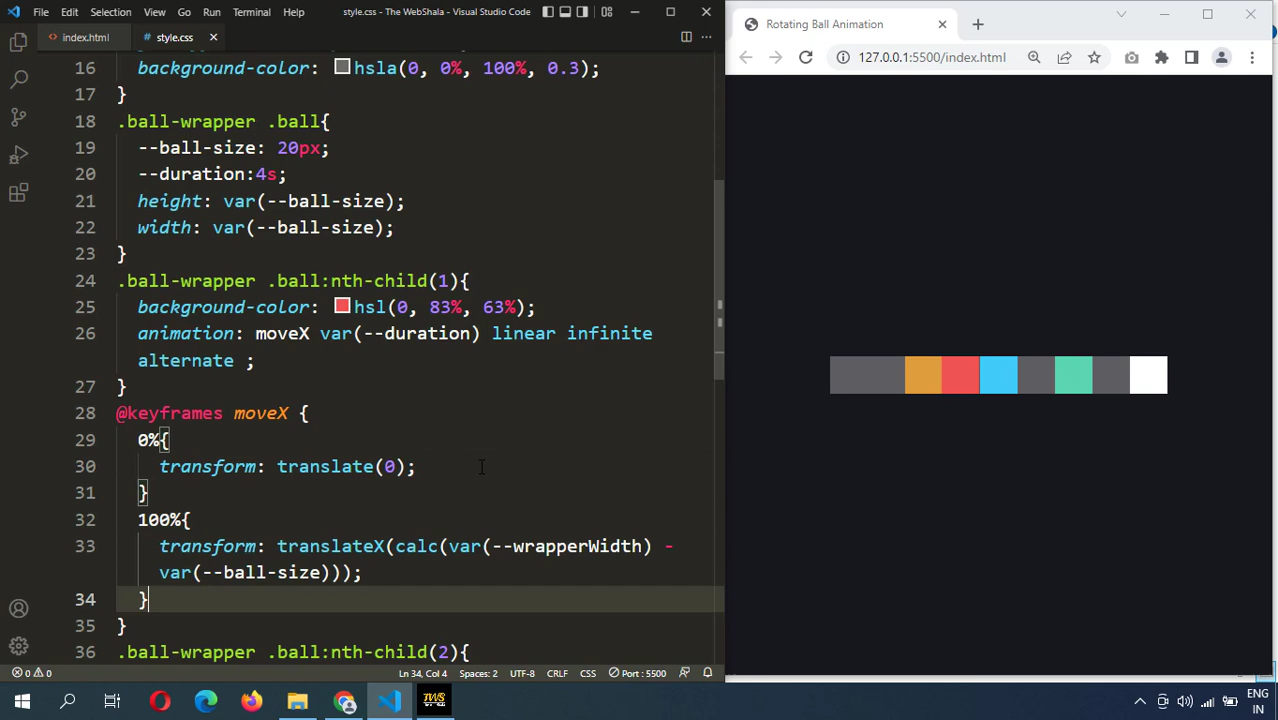 File Edit Selection View Go Run Terminal Help style.css - The WebShala - Visual Studio Code
index.html style.css
16 background-color: hsla(0, 0%, 100%, 0.3);
17 }
18 .ball-wrapper .ball{
19 --ball-size: 20px;
20 --duration:4s;
21 height: var(--ball-size);
22 width: var(--ball-size);
23 }
24 .ball-wrapper .ball:nth-child(1){
25 background-color: hsl(0, 83%, 63%);
26 animation: moveX var(--duration) linear infinite
alternate ;
27 }
28 @keyframes moveX {
29 0%{
30 transform: translate(0);
31 }
32 100%{
33 transform: translateX(calc(var(--wrapperWidth) -
var(--ball-size)));
34 }
35 }
36 .ball-wrapper .ball:nth-child(2){
0 0 Ln 34, Col 4 Spaces: 2 UTF-8 CRLF CSS Port : 5500
Rotating Ball Animation
127.0.0.1:5500/index.html
TWS
ENG
IN